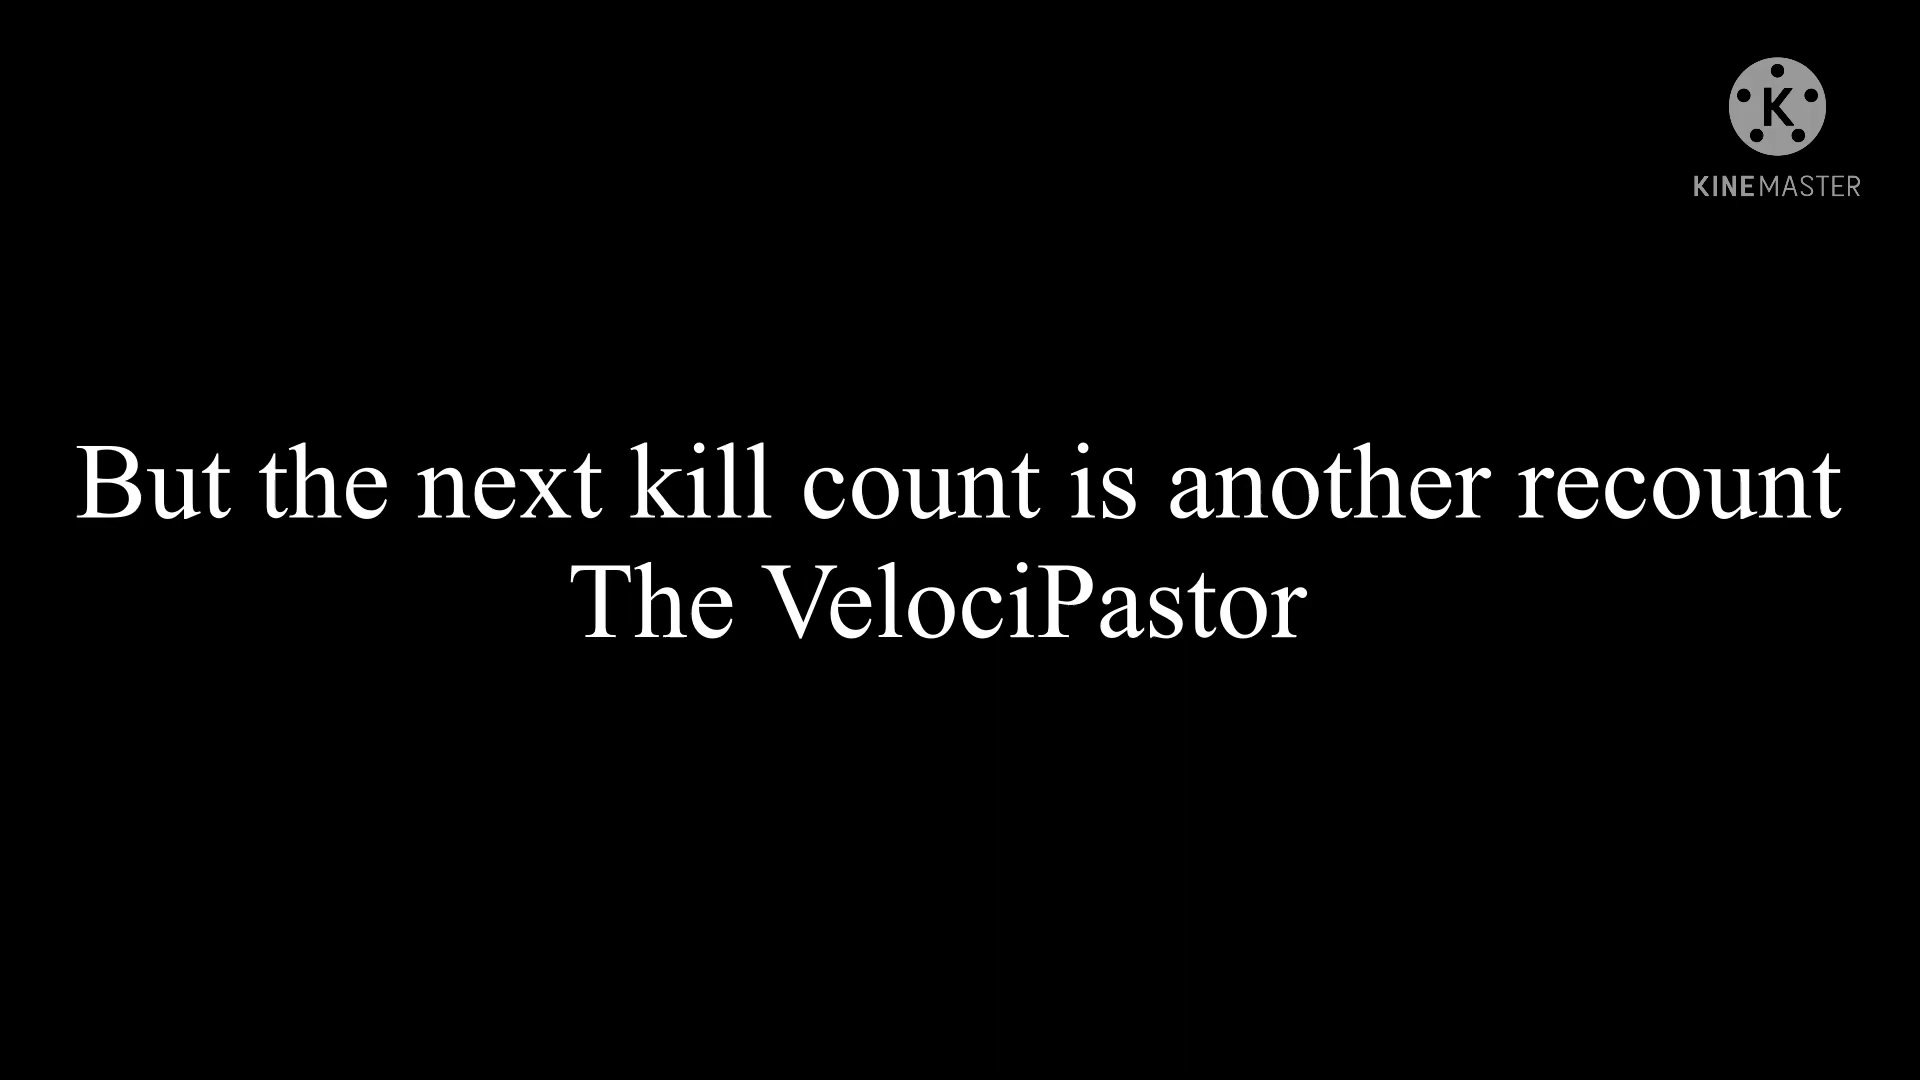 K
KINEMASTER
But the next kill count is another recount
The VelociPastor